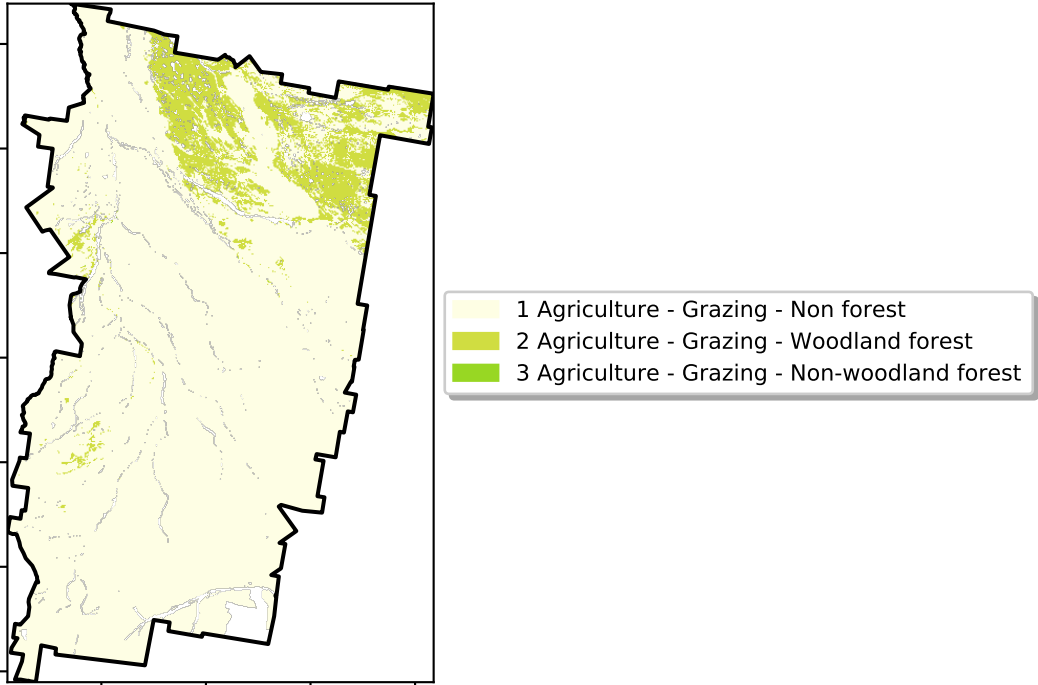 1 Agriculture - Grazing - Non forest
2 Agriculture - Grazing - Woodland forest
3 Agriculture - Grazing - Non-woodland forest